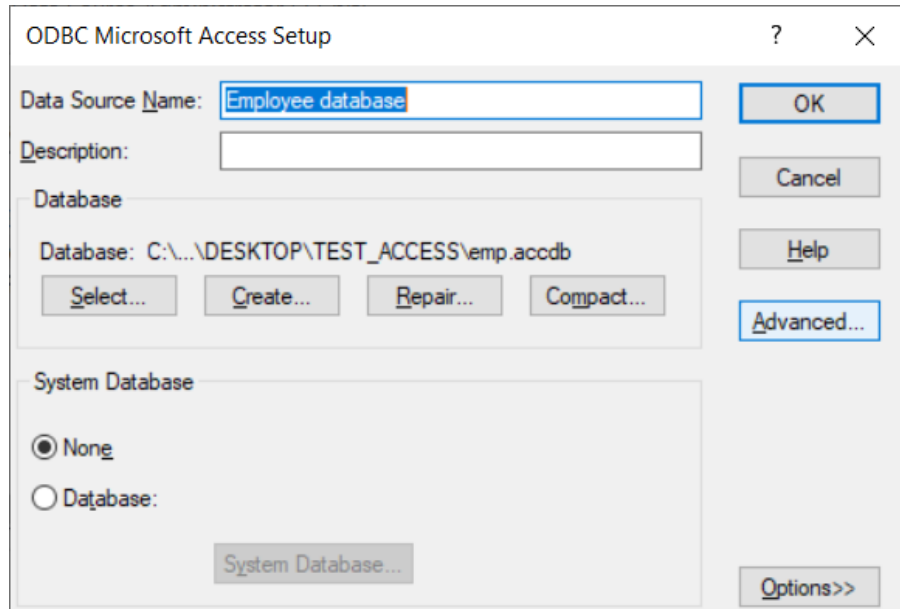 ODBC Microsoft Access Setup ?
Data Source Name: Employee database
OK
Description:
Cancel
Database
Database: C:\...\DESKTOP\TEST_ACCESS\emp.accdb
Help
Select... Create... Repair... Compact...
Advanced...
System Database
None
Database:
System Database...
Options>>